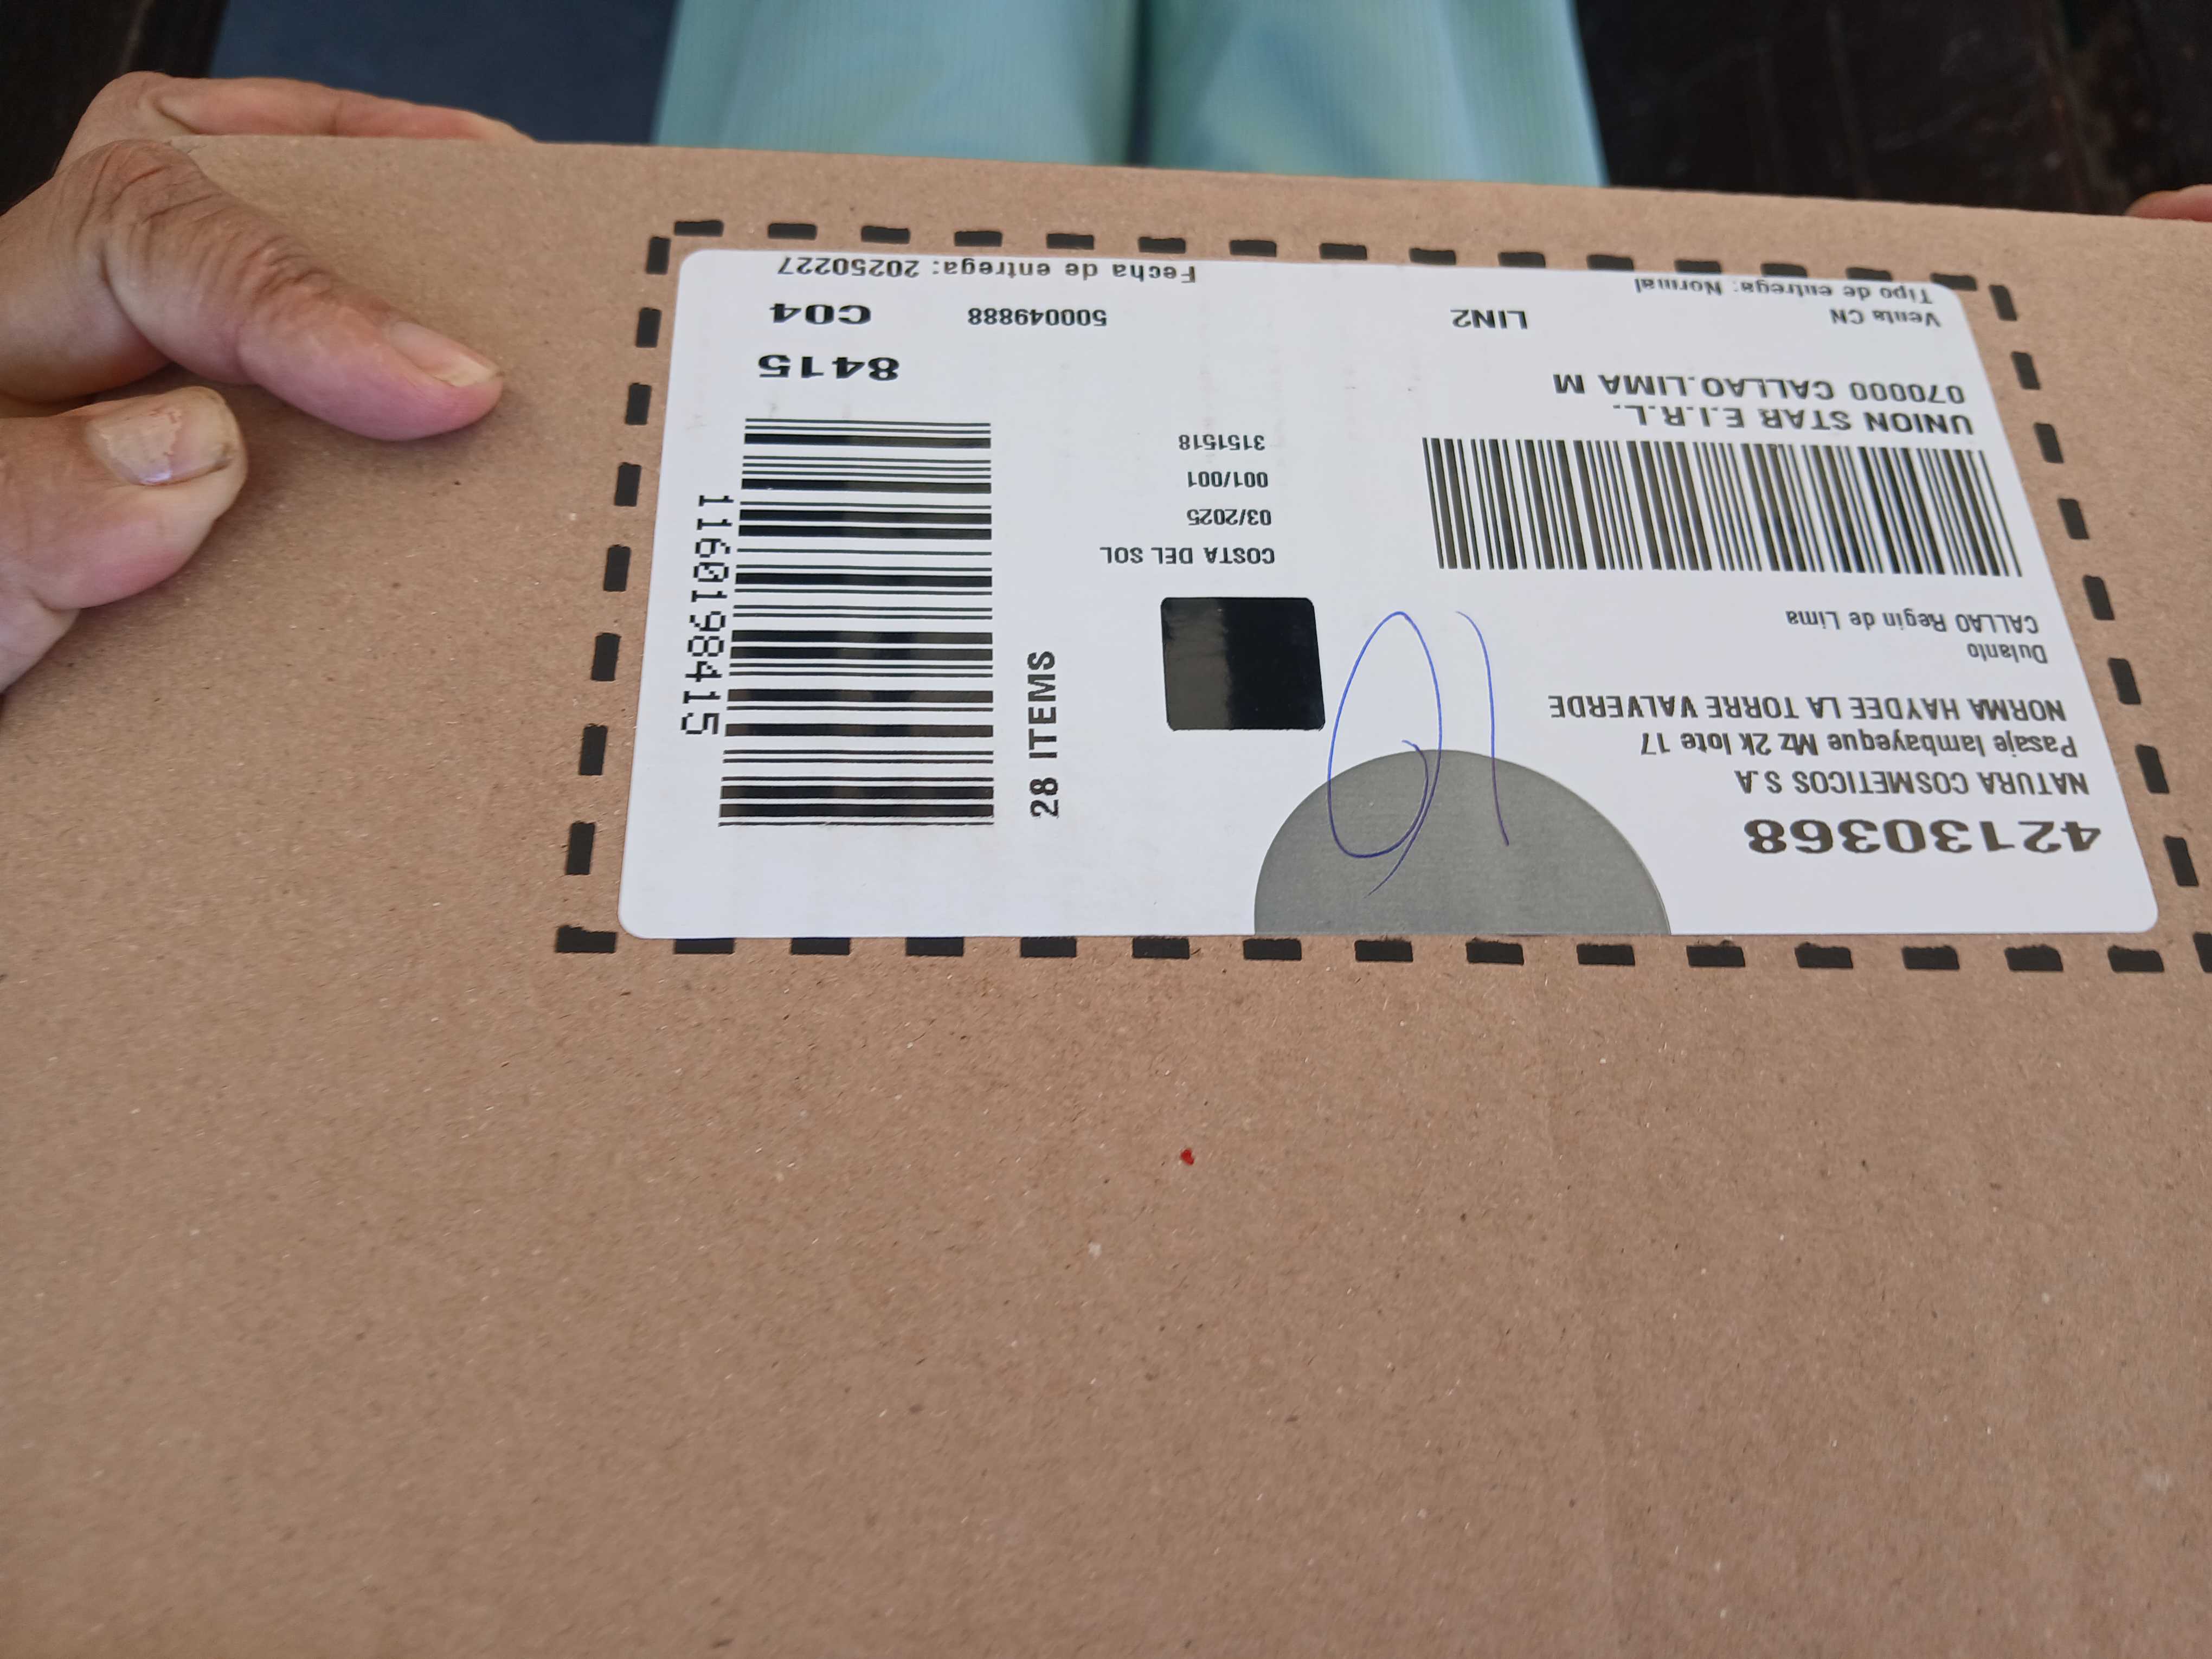 42130368
NATURA COSMETICOS S.A
Pasaje lambayeque Mz 2k lote 17
NORMA HAYDEE LA TORRE VALVERDE
Dulanto
CALLAO Regin de Lima
UNION STAR E.I.R.L.
070000 CALLAO.LIMA M
Venta CN
LIN2
Tipo de entrega: Normal
COSTA DEL SOL
03/2025
001/001
3151518
28 ITEMS
1160198415
8415
500049888
C04
Fecha de entrega: 20250227